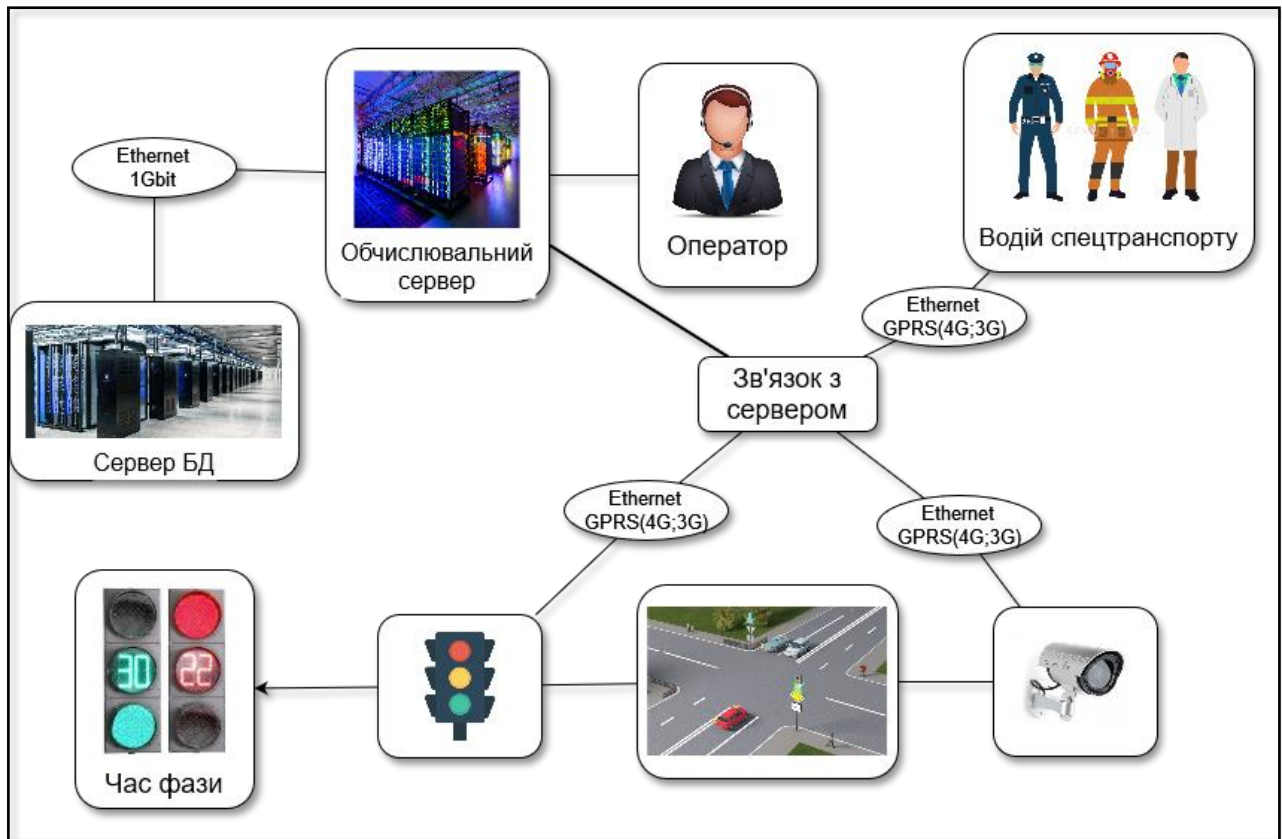 Ethernet
1Gbit
Обчислювальний
сервер
Оператор
Водій спецтранспорту
Ethernet
GPRS(4G;3G)
Зв'язок з
сервером
Сервер БД
Ethernet
GPRS(4G;3G)
Ethernet
GPRS(4G;3G)
30
22
Час фази